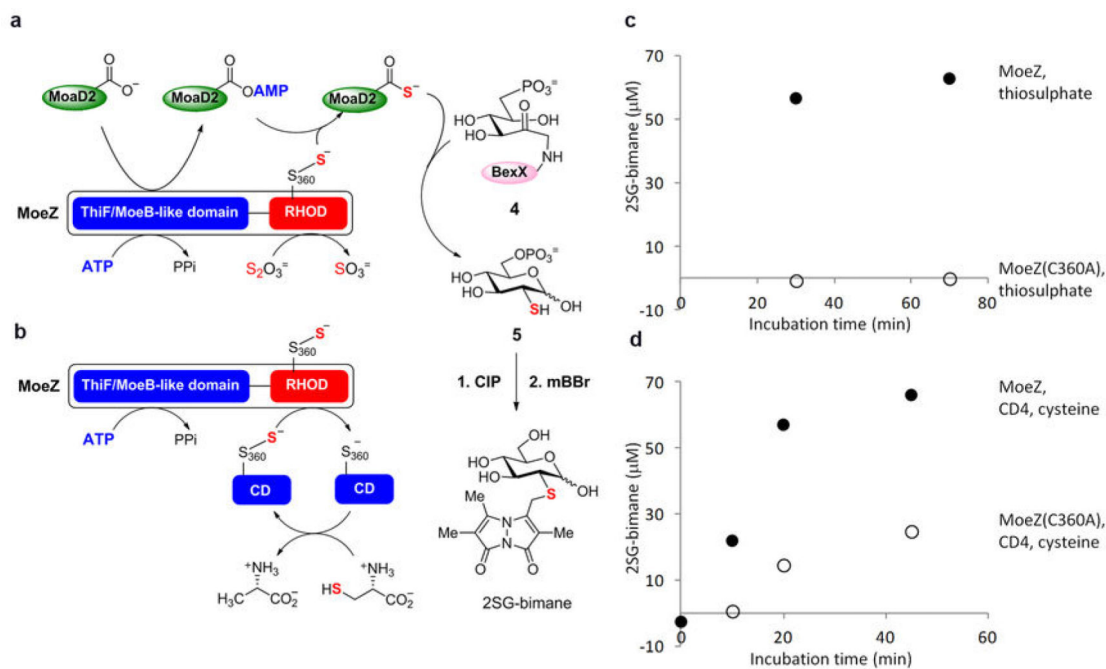 a
MoaD2
O
O⁻
MoaD2
O
OAMP
MoaD2
O
S⁻
S⁻
S
360
MoeZ
ThiF/MoeB-like domain
RHOD
ATP
PPi
S₂O₃⁼
SO₃⁼
PO₃⁼
HO
OH
O
HO
NH
BexX
4
OPO₃⁼
HO
HO
O
SH
OH
5
1. CIP
2. mBBr
OH
HO
HO
O
OH
S
Me
Me
N-N
Me
O
O
2SG-bimane
b
S⁻
S
360
MoeZ
ThiF/MoeB-like domain
RHOD
ATP
PPi
S⁻
S
360
CD
S⁻
360
CD
⁺NH₃
H₃C
CO₂⁻
HS
⁺NH₃
CO₂⁻
c
70
50
30
10
-10
0
20
40
60
80
2SG-bimane (µM)
Incubation time (min)
MoeZ,
thiosulphate
MoeZ(C360A),
thiosulphate
d
70
50
30
10
-10
0
20
40
60
2SG-bimane (µM)
Incubation time (min)
MoeZ,
CD4, cysteine
MoeZ(C360A),
CD4, cysteine